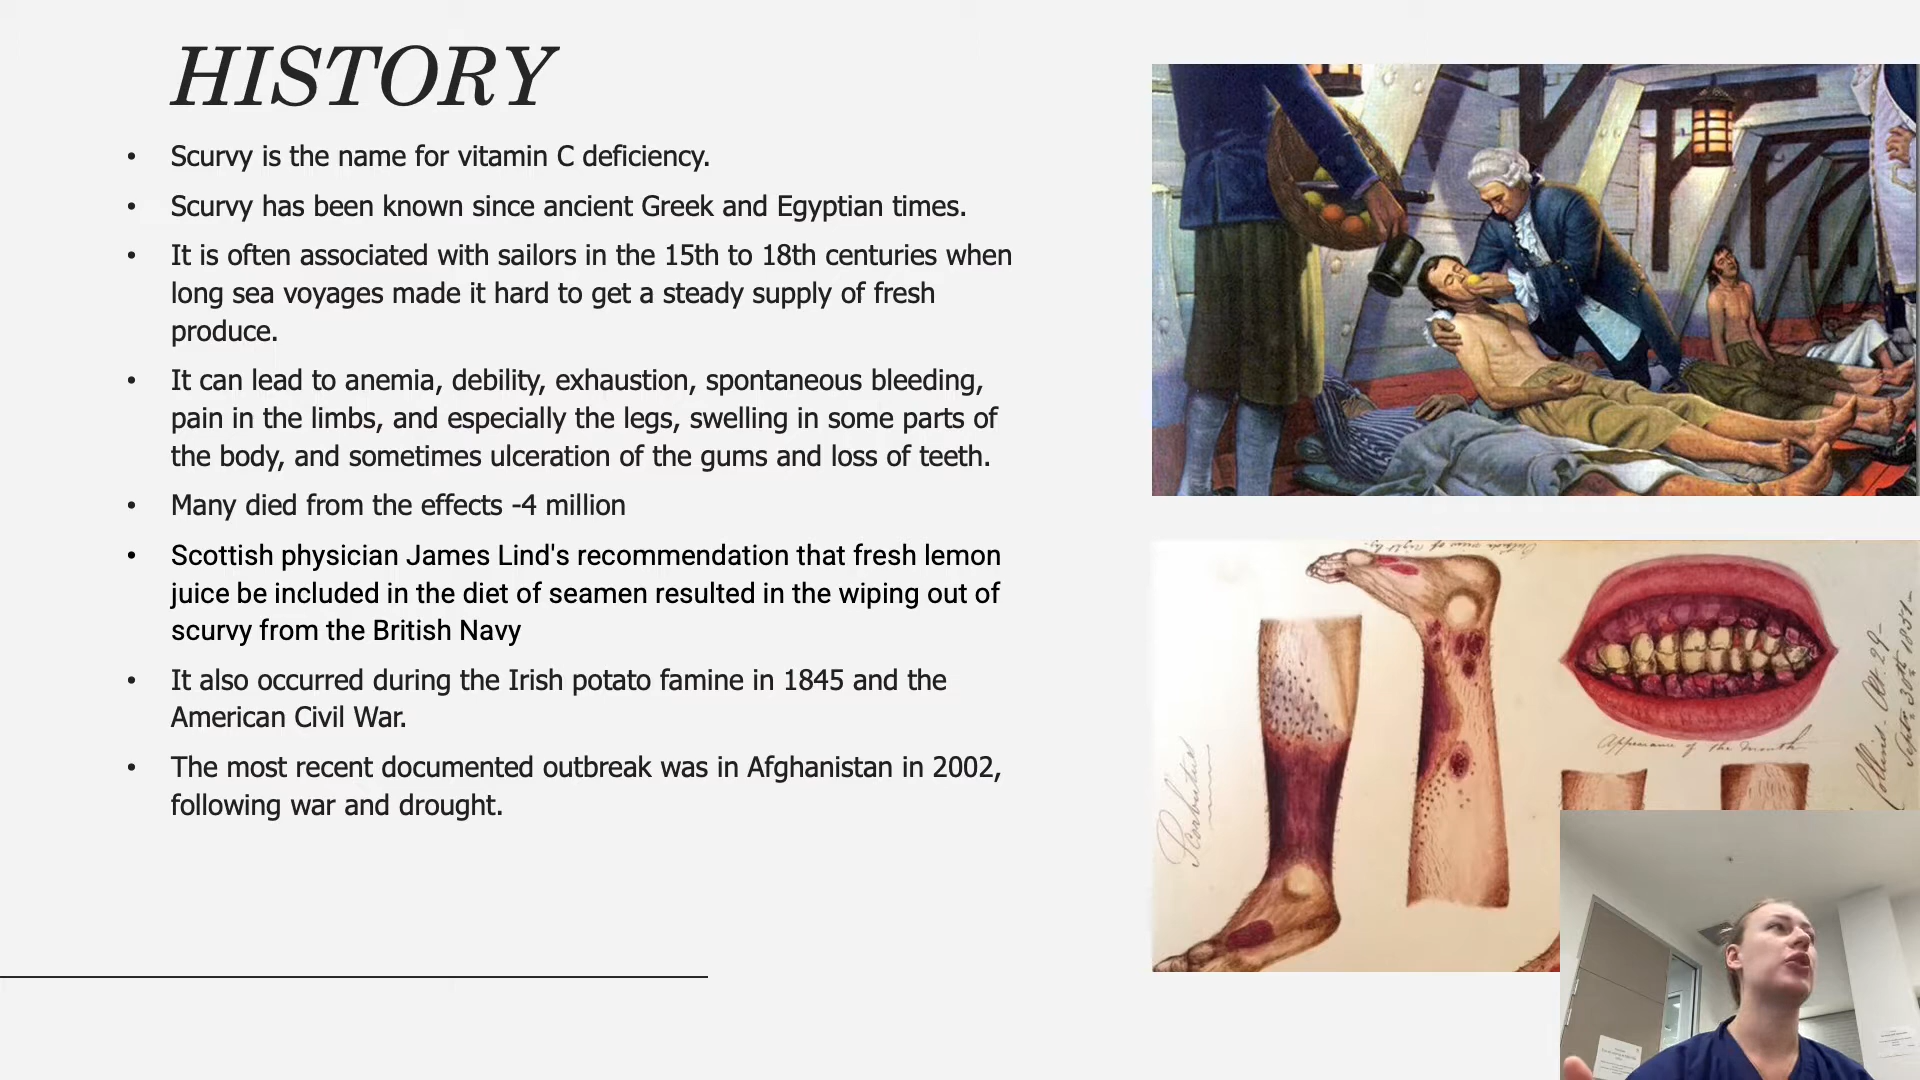 HISTORY
• Scurvy is the name for vitamin C deficiency.
• Scurvy has been known since ancient Greek and Egyptian times.
• It is often associated with sailors in the 15th to 18th centuries when
long sea voyages made it hard to get a steady supply of fresh
produce.
• It can lead to anemia, debility, exhaustion, spontaneous bleeding,
pain in the limbs, and especially the legs, swelling in some parts of
the body, and sometimes ulceration of the gums and loss of teeth.
• Many died from the effects -4 million
• Scottish physician James Lind's recommendation that fresh lemon
juice be included in the diet of seamen resulted in the wiping out of
scurvy from the British Navy
• It also occurred during the Irish potato famine in 1845 and the
American Civil War.
• The most recent documented outbreak was in Afghanistan in 2002,
following war and drought.
Appearance of the mouth
Scorbutus